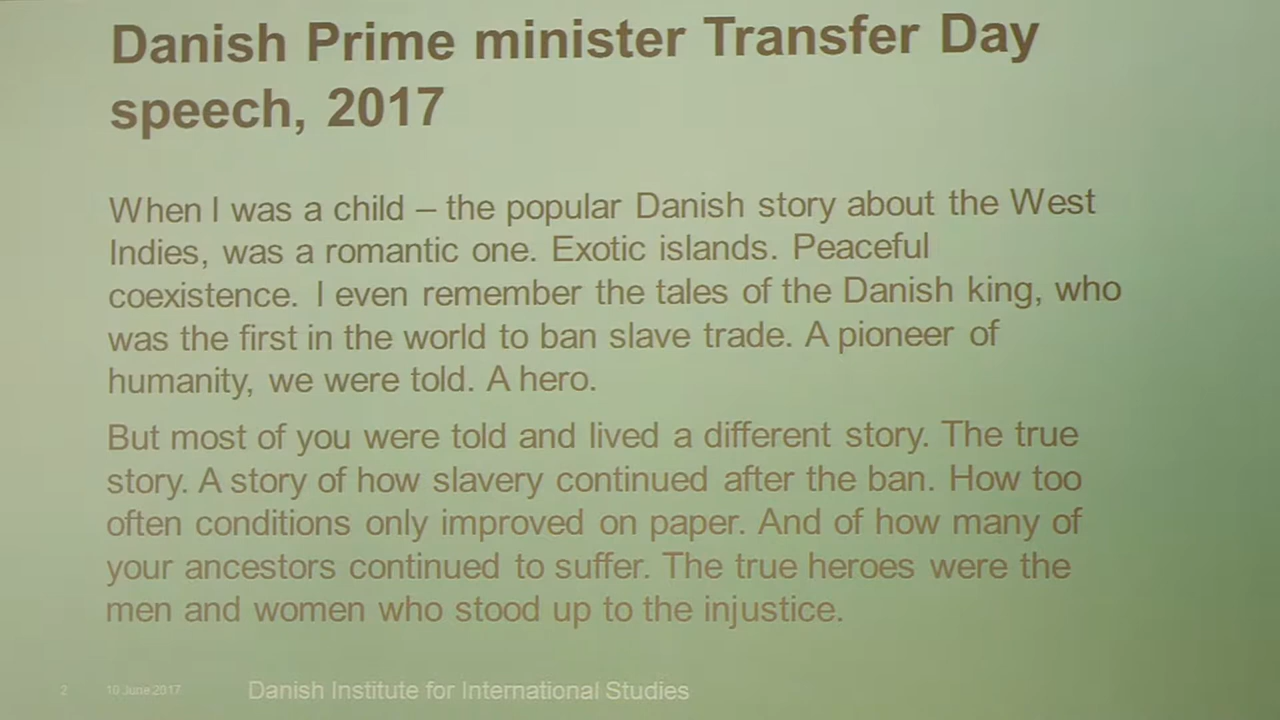 Danish Prime minister Transfer Day
speech, 2017
When I was a child – the popular Danish story about the West
Indies, was a romantic one. Exotic islands. Peaceful
coexistence. I even remember the tales of the Danish king, who
was the first in the world to ban slave trade. A pioneer of
humanity, we were told. A hero.
But most of you were told and lived a different story. The true
story. A story of how slavery continued after the ban. How too
often conditions only improved on paper. And of how many of
your ancestors continued to suffer. The true heroes were the
men and women who stood up to the injustice.
2 10 June 2017 Danish Institute for International Studies